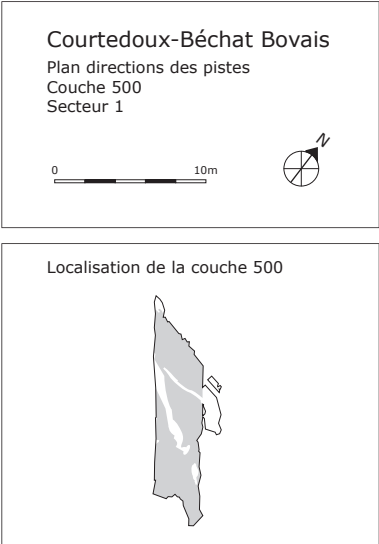 Courtedoux-Béchat Bovais
Plan directions des pistes
Couche 500
Secteur 1
N
0 10m
Localisation de la couche 500